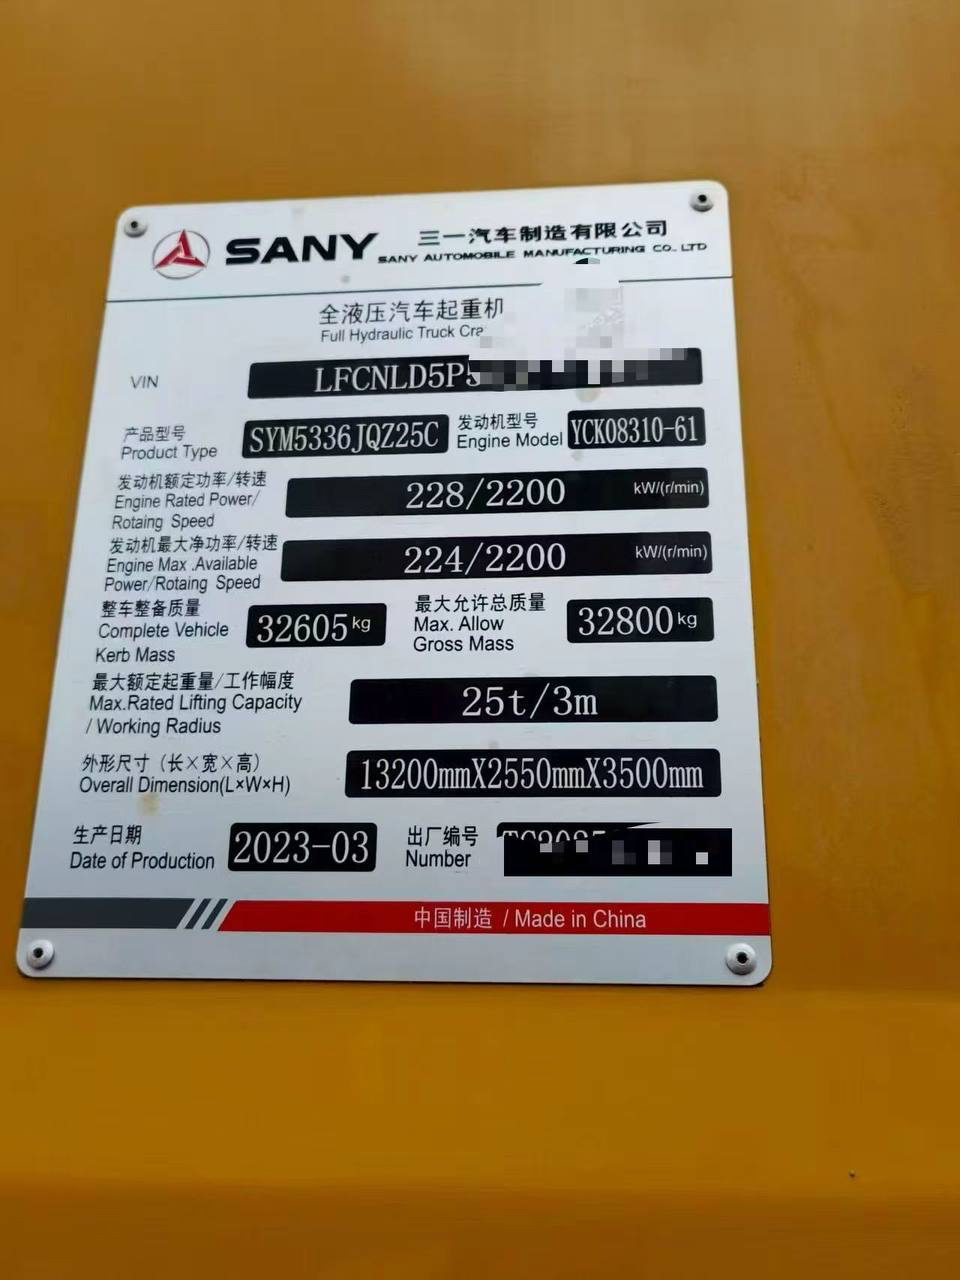 SANY 三一汽车制造有限公司
SANY AUTOMOBILE MANUFACTURING CO., LTD
全液压汽车起重机
Full Hydraulic Truck
VIN LFCNLD5P
产品型号 SYM5336JQZ25C 发动机型号 YCK08310-61
Product Type Engine Model
发动机额定功率/转速
Engine Rated Power/ 228/2200 kW/(r/min)
Rotaing Speed
发动机最大净功率/转速
Engine Max .Available 224/2200 kW/(r/min)
Power/Rotaing Speed
整车整备质量 最大允许总质量
Complete Vehicle 32605kg Max. Allow 32800kg
Kerb Mass Gross Mass
最大额定起重量/工作幅度
Max.Rated Lifting Capacity 25t/3m
/ Working Radius
外形尺寸（长×宽×高）
Overall Dimension(L×W×H) 13200mmX2550mmX3500mm
生产日期 2023-03 出厂编号
Date of Production Number
中国制造 / Made in China